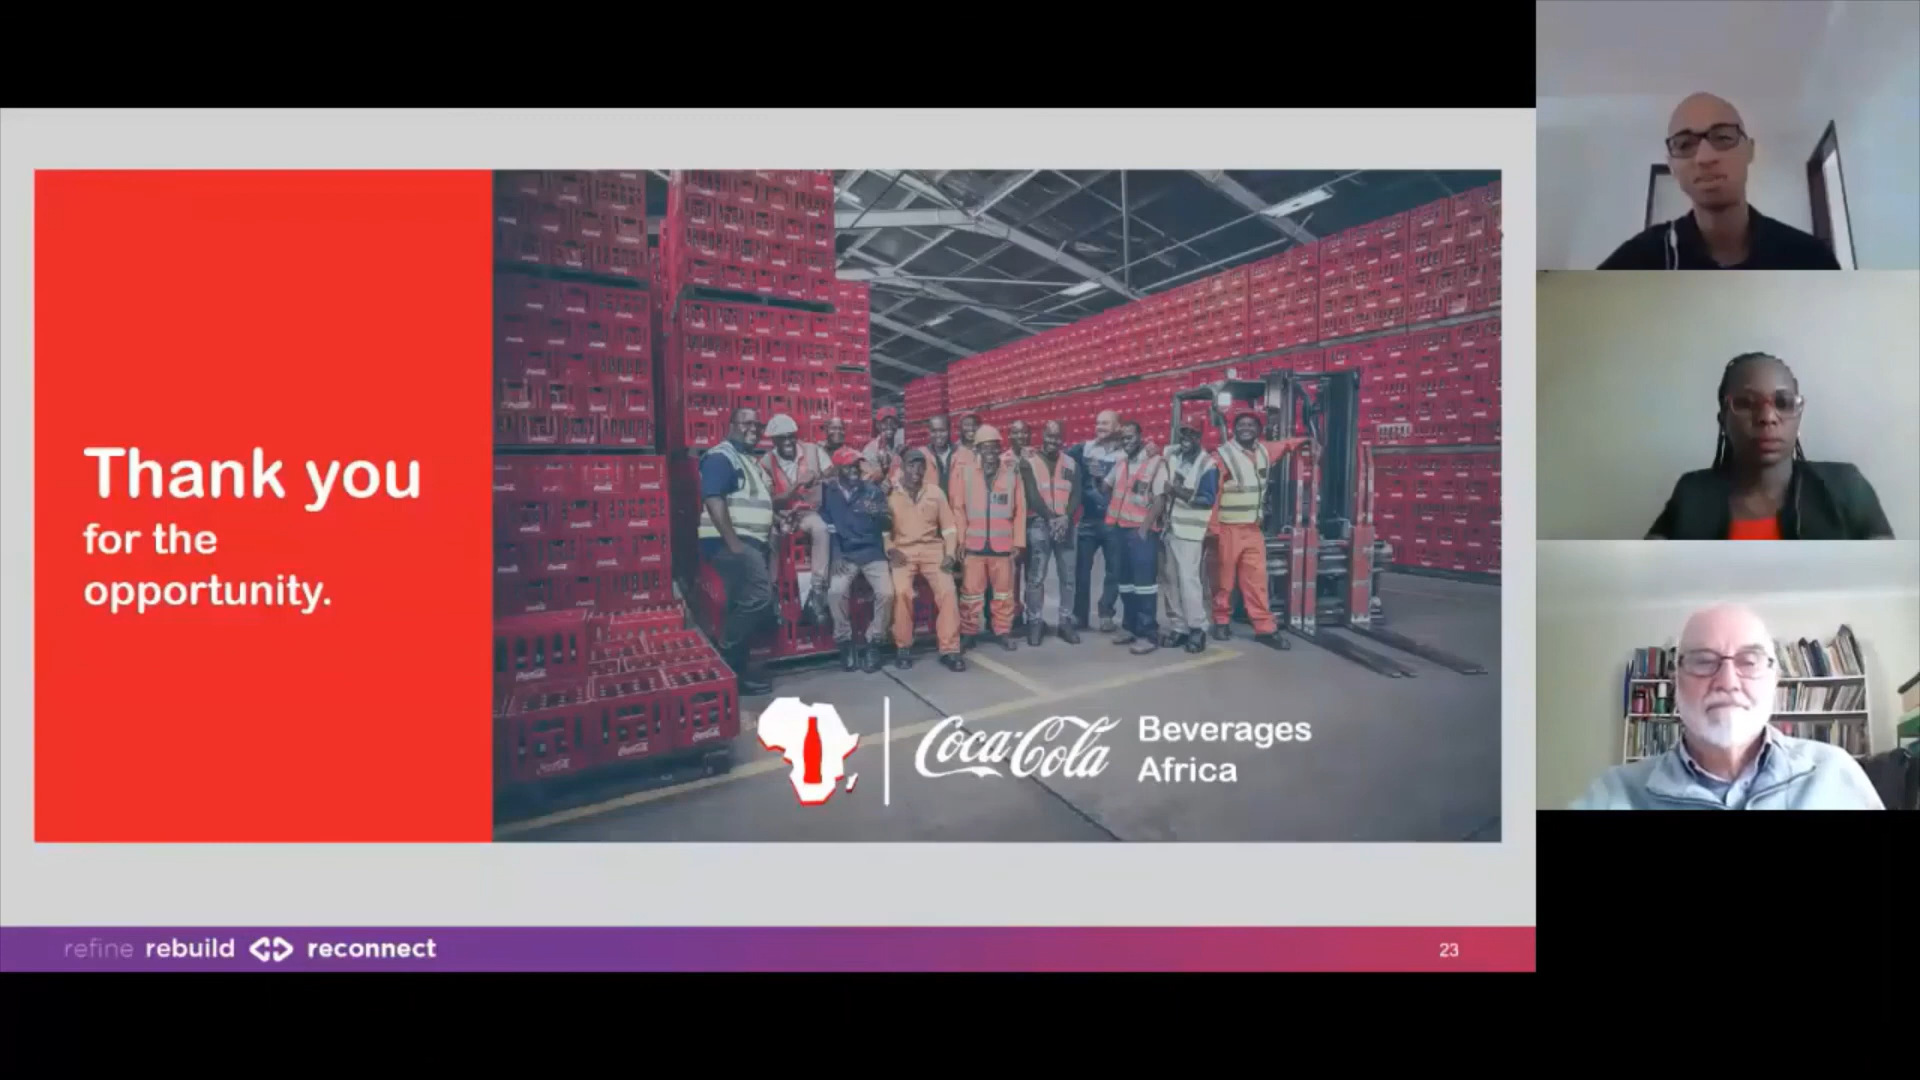 Thank you
for the
opportunity.
Coca-Cola
Beverages
Africa
refine rebuild reconnect
23